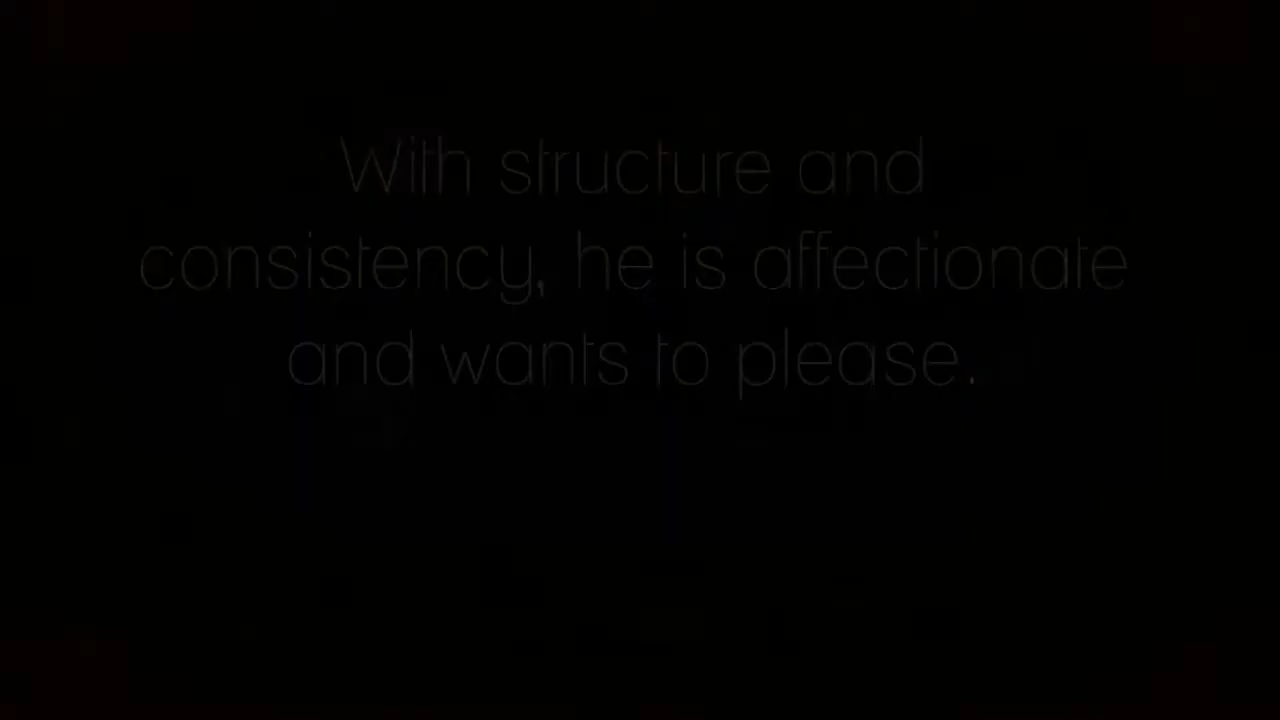 With structure and
consistency, he is affectionate
and wants to please.